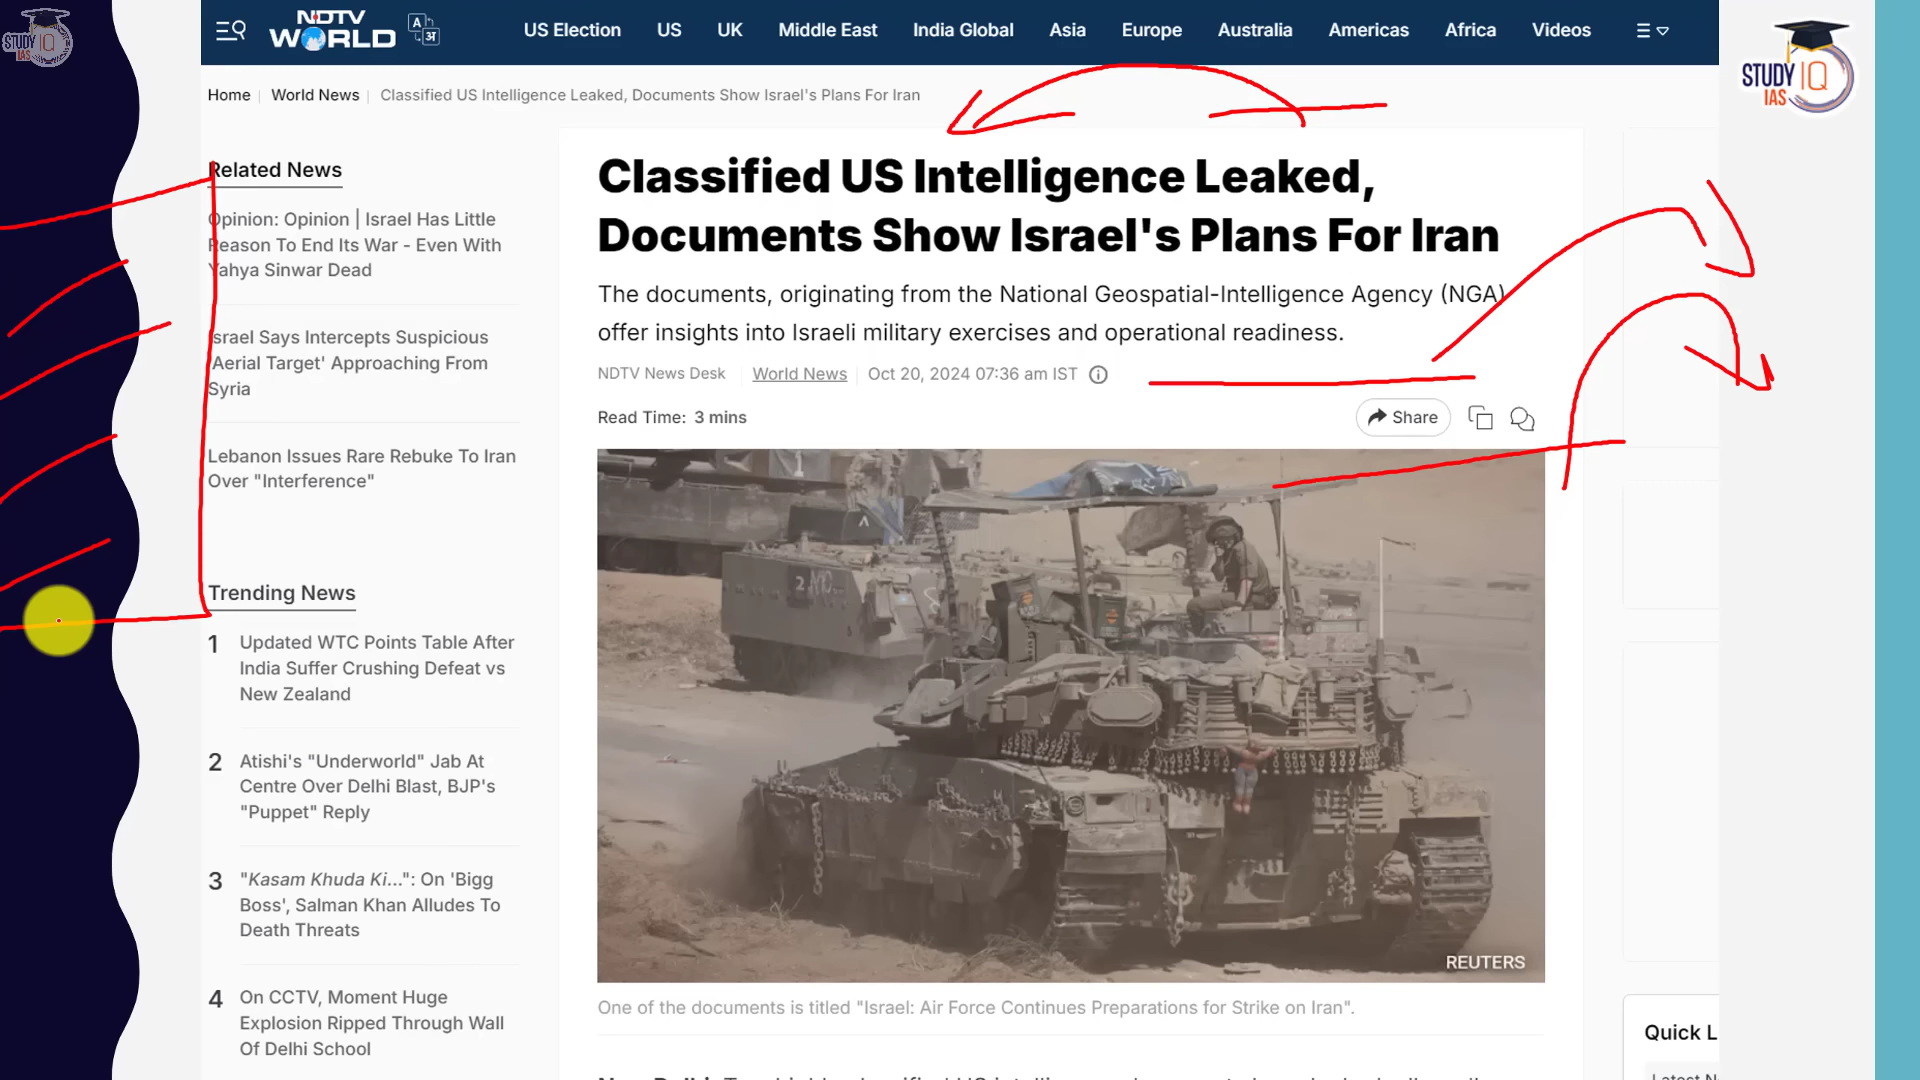 STUDY IQ
IAS
NDTV
WORLD
A
अ
US Election
US
UK
Middle East
India Global
Asia
Europe
Australia
Americas
Africa
Videos
STUDY IQ
IAS
Home
World News
Classified US Intelligence Leaked, Documents Show Israel's Plans For Iran
Related News
Opinion: Opinion | Israel Has Little
Reason To End Its War - Even With
Yahya Sinwar Dead
Israel Says Intercepts Suspicious
'Aerial Target' Approaching From
Syria
Lebanon Issues Rare Rebuke To Iran
Over "Interference"
Trending News
1 Updated WTC Points Table After
India Suffer Crushing Defeat vs
New Zealand
2 Atishi's "Underworld" Jab At
Centre Over Delhi Blast, BJP's
"Puppet" Reply
3 "Kasam Khuda Ki...": On 'Bigg
Boss', Salman Khan Alludes To
Death Threats
4 On CCTV, Moment Huge
Explosion Ripped Through Wall
Of Delhi School
Classified US Intelligence Leaked,
Documents Show Israel's Plans For Iran
The documents, originating from the National Geospatial-Intelligence Agency (NGA)
offer insights into Israeli military exercises and operational readiness.
NDTV News Desk
World News
Oct 20, 2024 07:36 am IST
Read Time: 3 mins
Share
REUTERS
One of the documents is titled "Israel: Air Force Continues Preparations for Strike on Iran".
Quick L